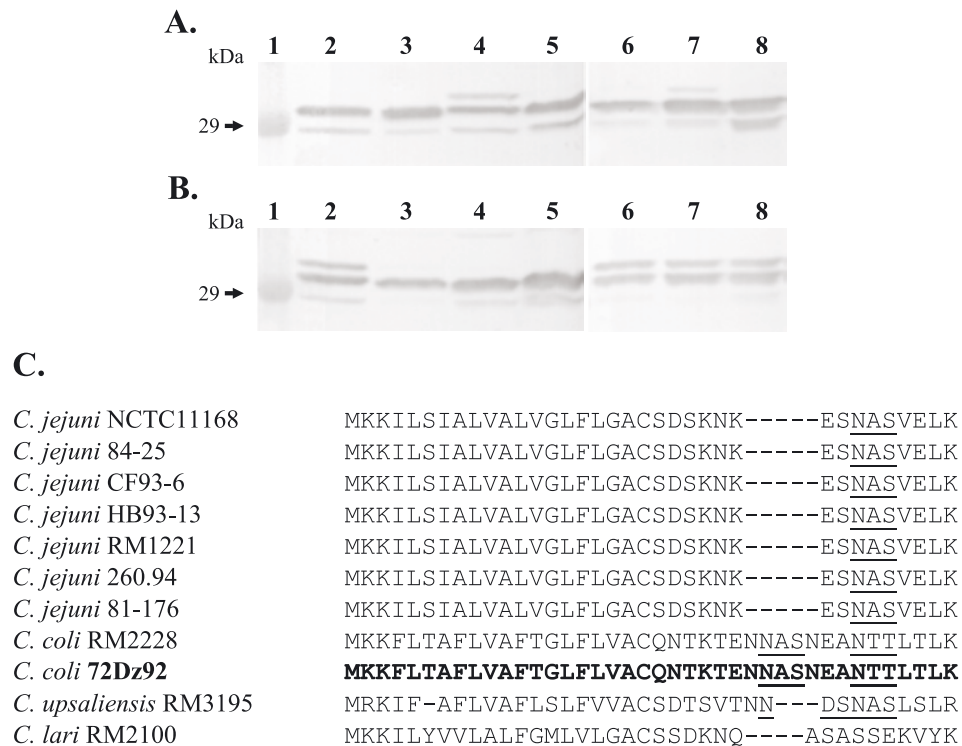 A.
kDa 1 2 3 4 5 6 7 8
29
B.
kDa 1 2 3 4 5 6 7 8
29
C.
C. jejuni NCTC11168 MKKILSIALVALVGLFLGACSDSKNK-----ESNASVELK
C. jejuni 84-25 MKKILSIALVALVGLFLGACSDSKNK-----ESNASVELK
C. jejuni CF93-6 MKKILSIALVALVGLFLGACSDSKNK-----ESNASVELK
C. jejuni HB93-13 MKKILSIALVALVGLFLGACSDSKNK-----ESNASVELK
C. jejuni RM1221 MKKILSIALVALVGLFLGACSDSKNK-----ESNASVELK
C. jejuni 260.94 MKKILSIALVALVGLFLGACSDSKNK-----ESNASVELK
C. jejuni 81-176 MKKILSIALVALVGLFLGACSDSKNK-----ESNASVELK
C. coli RM2228 MKKFLTAFLVAFTGLFLVACQNTKTENNASNEANTTLTLK
C. coli 72Dz92 MKKFLTAFLVAFTGLFLVACQNTKTENNASNEANTTLTLK
C. upsaliensis RM3195 MRKIF-AFLVAFLSLFVVACSDTSVTNN---DSNASLSLR
C. lari RM2100 MKKILYVVLALFGMLVLGACSSDKNQ----ASASSEKVYK